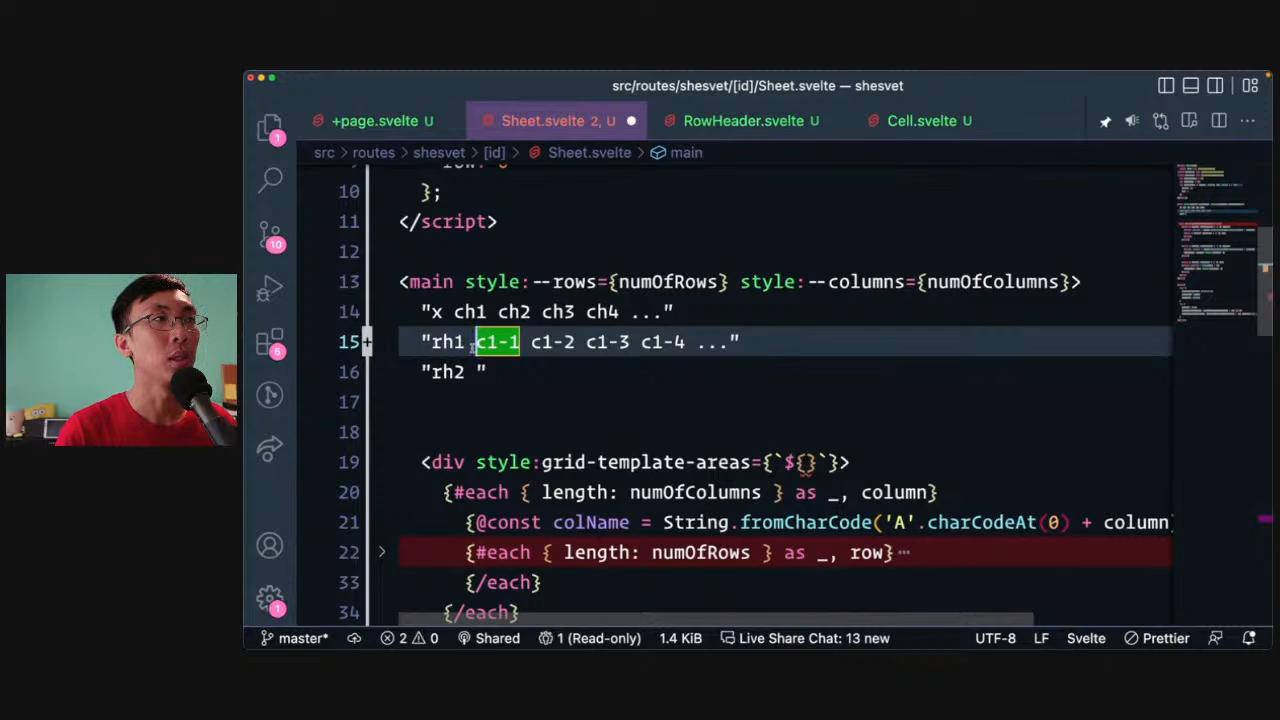 src/routes/shesvet/[id]/Sheet.svelte — shesvet
+page.svelte U
Sheet.svelte 2, U
RowHeader.svelte U
Cell.svelte U
src > routes > shesvet > [id] > Sheet.svelte > main
10 };
11 </script>
12
13 <main style:--rows={numOfRows} style:--columns={numOfColumns}>
14 "x ch1 ch2 ch3 ch4 ..."
15 "rh1 c1-1 c1-2 c1-3 c1-4 ..."
16 "rh2 "
17
18
19 <div style:grid-template-areas={`${}`}>
20 {#each { length: numOfColumns } as _, column}
21 {@const colName = String.fromCharCode('A'.charCodeAt(0) + column
22 {#each { length: numOfRows } as _, row}
33 {/each}
34 {/each}
1
10
5
1
master* 2 0 Shared 1 (Read-only) 1.4 KiB Live Share Chat: 13 new UTF-8 LF Svelte Prettier